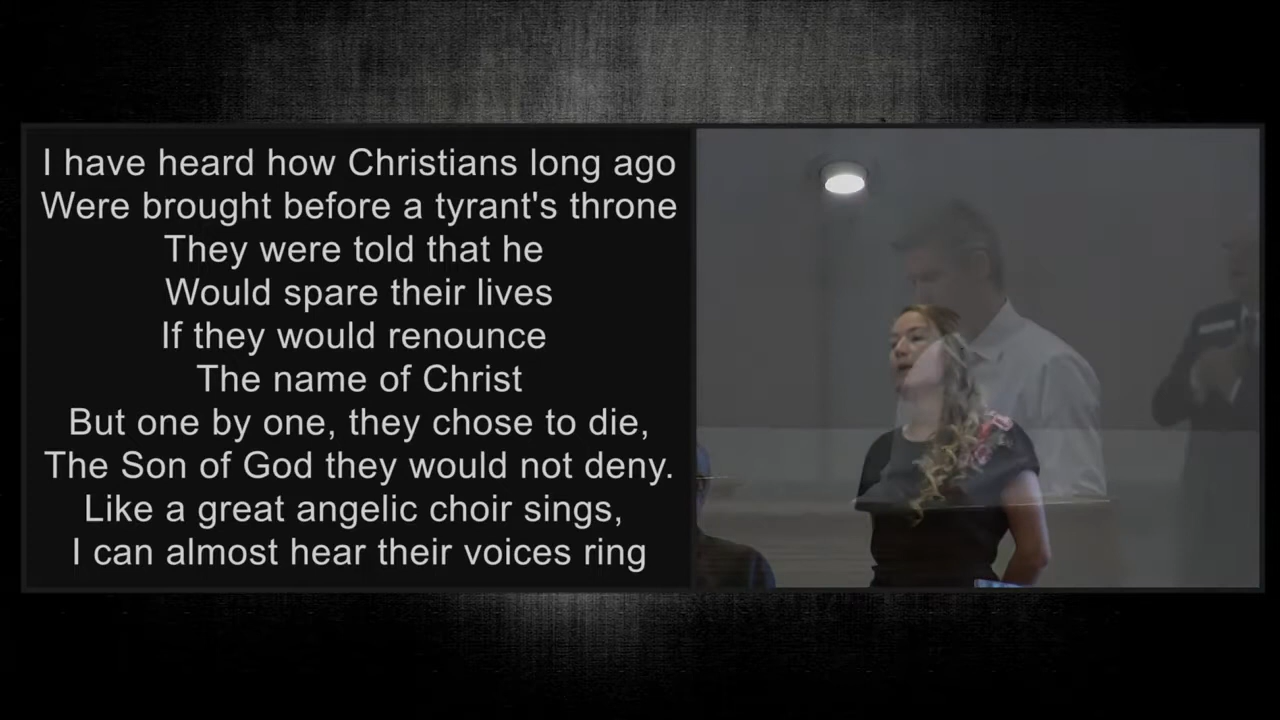 I have heard how Christians long ago
Were brought before a tyrant's throne
They were told that he
Would spare their lives
If they would renounce
The name of Christ
But one by one, they chose to die,
The Son of God they would not deny.
Like a great angelic choir sings,
I can almost hear their voices ring